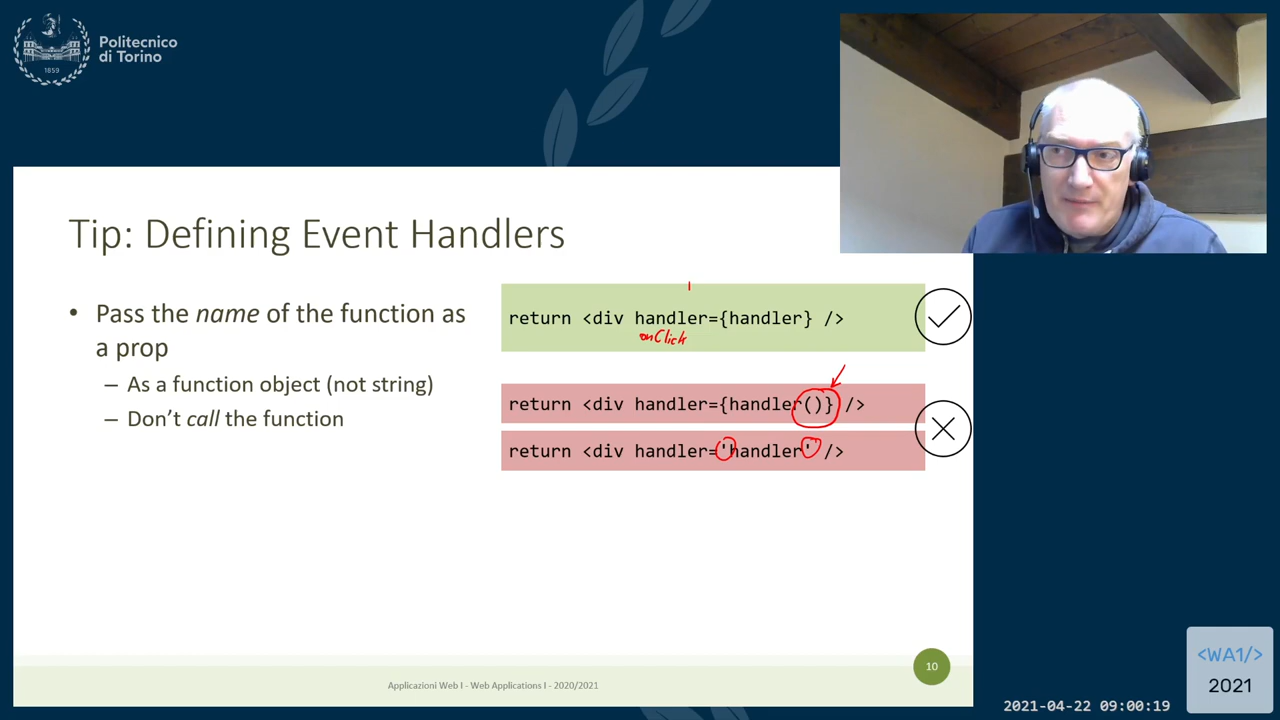 Politecnico
di Torino
1859
Tip: Defining Event Handlers
• Pass the name of the function as
a prop
– As a function object (not string)
– Don't call the function
return <div handler={handler} />
onClick
return <div handler={handler()} />
return <div handler='handler' />
10
Applicazioni Web I - Web Applications I - 2020/2021
<WA1/>
2021
2021-04-22 09:00:19